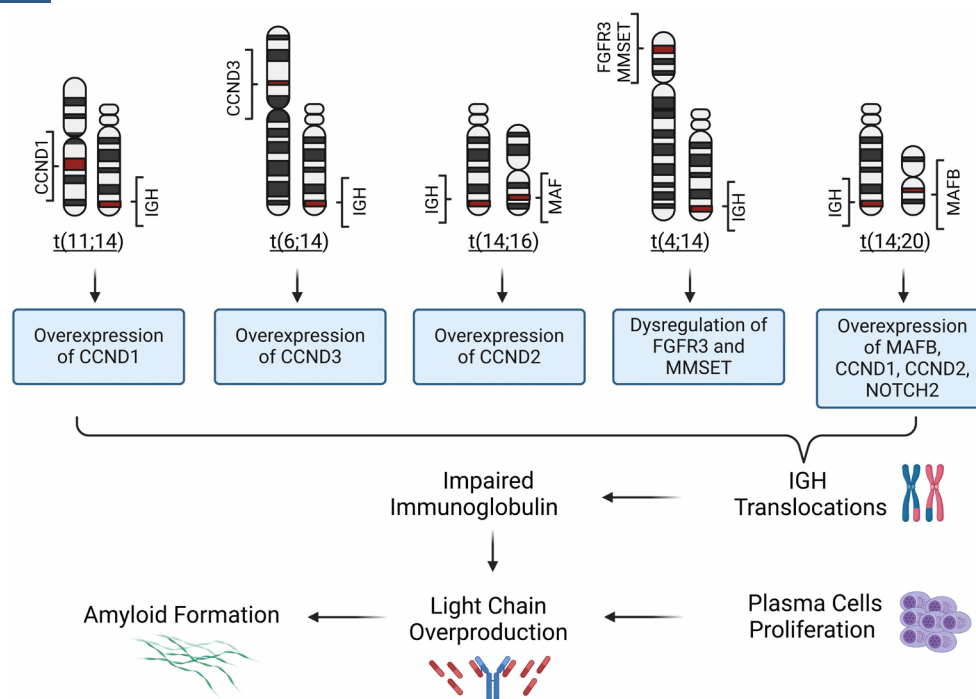 CCND1
IGH
t(11;14)
CCND3
IGH
t(6;14)
IGH
MAF
t(14;16)
FGFR3
MMSET
IGH
t(4;14)
IGH
MAFB
t(14;20)
Overexpression
of CCND1
Overexpression
of CCND3
Overexpression
of CCND2
Dysregulation of
FGFR3 and
MMSET
Overexpression
of MAFB,
CCND1, CCND2,
NOTCH2
Impaired
Immunoglobulin
IGH
Translocations
Amyloid Formation
Light Chain
Overproduction
Plasma Cells
Proliferation